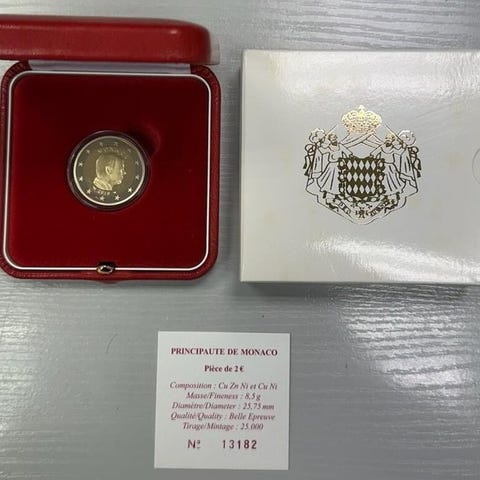 MONACO
PRINCIPAUTE DE MONACO
Pièce de 2 €
Composition : Cu Zn Ni et Cu Ni
Masse/Fineness : 8,5 g
Diamètre/Diameter : 25,75 mm
Qualité/Quality : Belle Epreuve
Tirage/Mintage : 25.000
Nº 13182